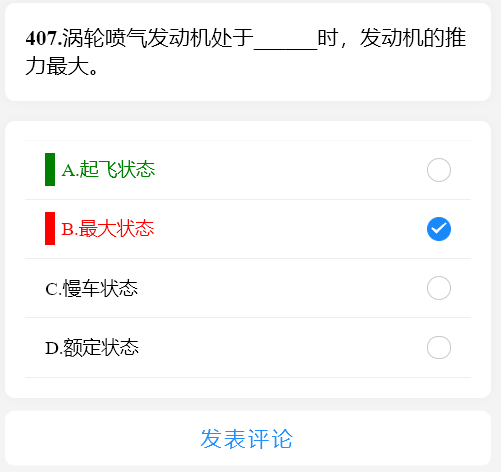 407.涡轮喷气发动机处于______时，发动机的推
力最大。
A.起飞状态
B.最大状态
C.慢车状态
D.额定状态
发表评论